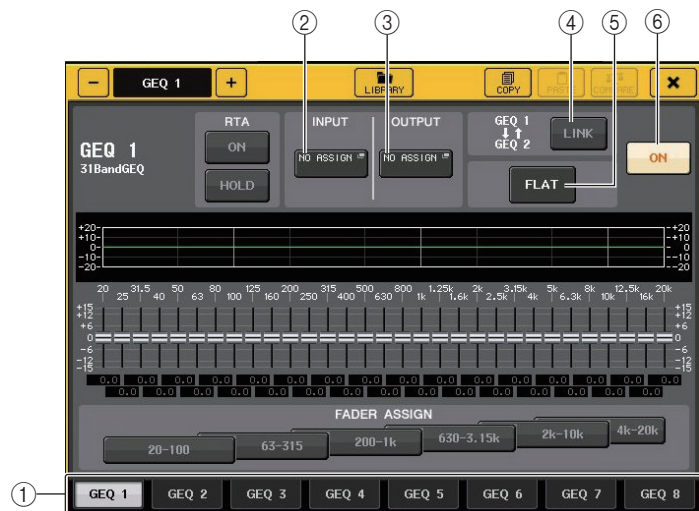 ② ③ ④ ⑤ ⑥
− GEQ 1 + LIBRARY COPY PASTE COMPARE ×
GEQ 1
31BandGEQ
RTA
ON
HOLD
INPUT
NO ASSIGN
OUTPUT
NO ASSIGN
GEQ 1
↓↑
GEQ 2
LINK
FLAT
ON
+20 +20
+10 +10
0 0
-10 -10
-20 -20
20 31.5 50 80 125 200 315 500 800 1.25k 2k 3.15k 5k 8k 12.5k 20k
25 40 63 100 160 250 400 630 1k 1.6k 2.5k 4k 6.3k 10k 16k
+15 +15
+12 +12
+6 +6
0 0
-6 -6
-12 -12
-15 -15
0.0 0.0 0.0 0.0 0.0 0.0 0.0 0.0 0.0 0.0 0.0 0.0 0.0 0.0 0.0 0.0
0.0 0.0 0.0 0.0 0.0 0.0 0.0 0.0 0.0 0.0 0.0 0.0 0.0 0.0 0.0
FADER ASSIGN
20-100 63-315 200-1k 630-3.15k 2k-10k 4k-20k
① GEQ 1 GEQ 2 GEQ 3 GEQ 4 GEQ 5 GEQ 6 GEQ 7 GEQ 8